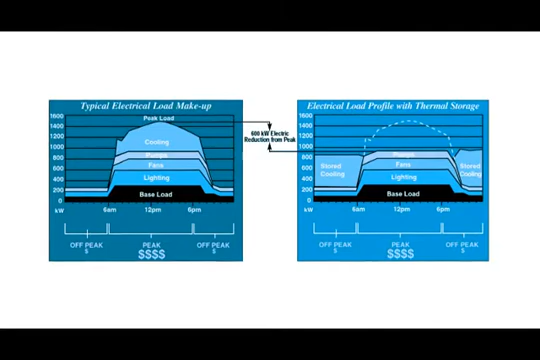 Typical Electrical Load Make-up
1600
1400
1200
1000
800
600
400
200
0
kW
Peak Load
Cooling
Pumps
Fans
Lighting
Base Load
6am
12pm
6pm
OFF PEAK
$
PEAK
$$$$
OFF PEAK
$
600 kW Electric
Reduction from Peak
Electrical Load Profile with Thermal Storage
1600
1400
1200
1000
800
600
400
200
0
kW
Stored
Cooling
Pumps
Fans
Lighting
Base Load
Stored
Cooling
6am
12pm
6pm
OFF PEAK
$
PEAK
$$$$
OFF PEAK
$